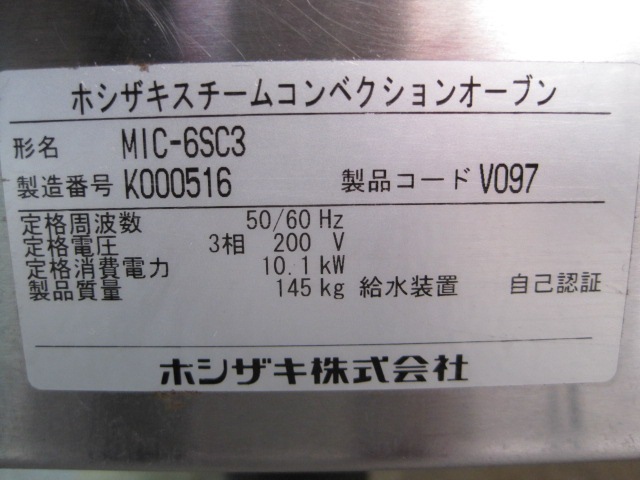 ホシザキスチームコンベクションオーブン
形名 MIC-6SC3
製造番号 K000516 製品コード V097
定格周波数 50/60 Hz
定格電圧 3相 200 V
定格消費電力 10.1 kW
製品質量 145 kg 給水装置 自己認証
ホシザキ株式会社